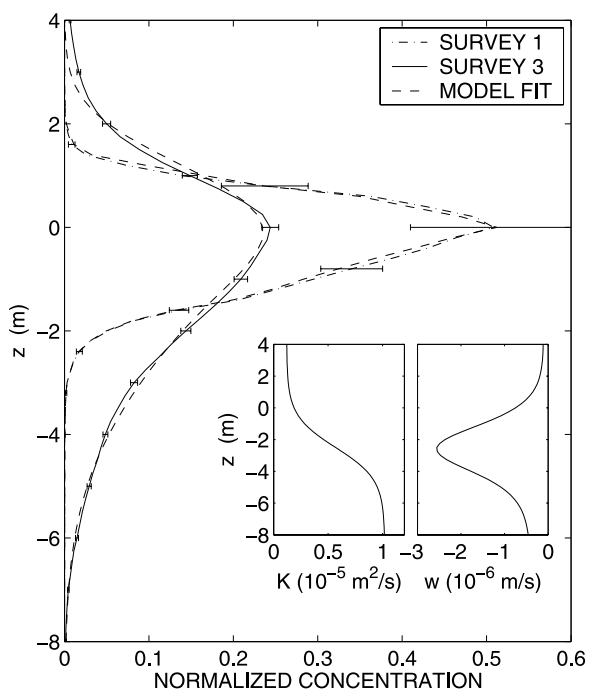 4
2
0
−2
−4
−6
−8
z (m)
SURVEY 1
SURVEY 3
MODEL FIT
4
2
0
−2
−4
−6
−8
z (m)
0 0.5 1
K (10⁻⁵ m²/s)
−3 −2 −1 0
w (10⁻⁶ m/s)
0 0.1 0.2 0.3 0.4 0.5 0.6
NORMALIZED CONCENTRATION